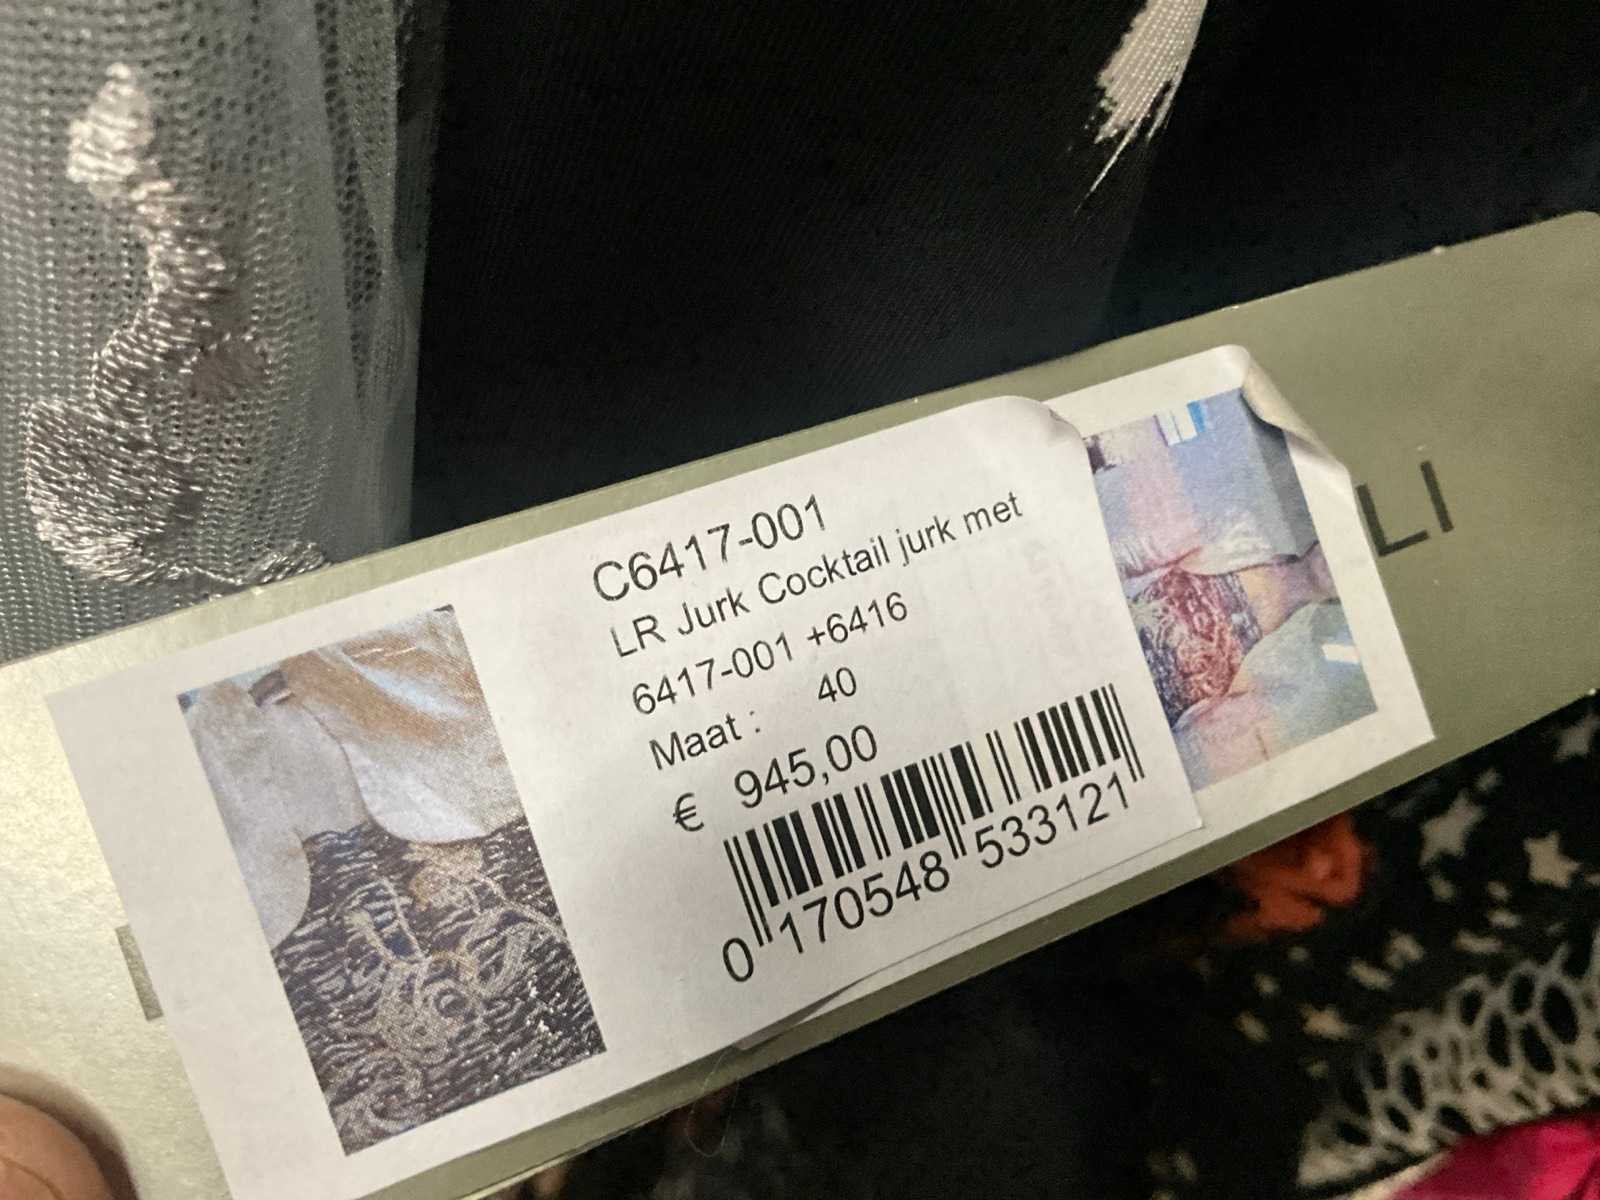 C6417-001
LR Jurk Cocktail jurk met
6417-001 +6416
Maat : 40
€ 945,00
0 170548 533121
LI